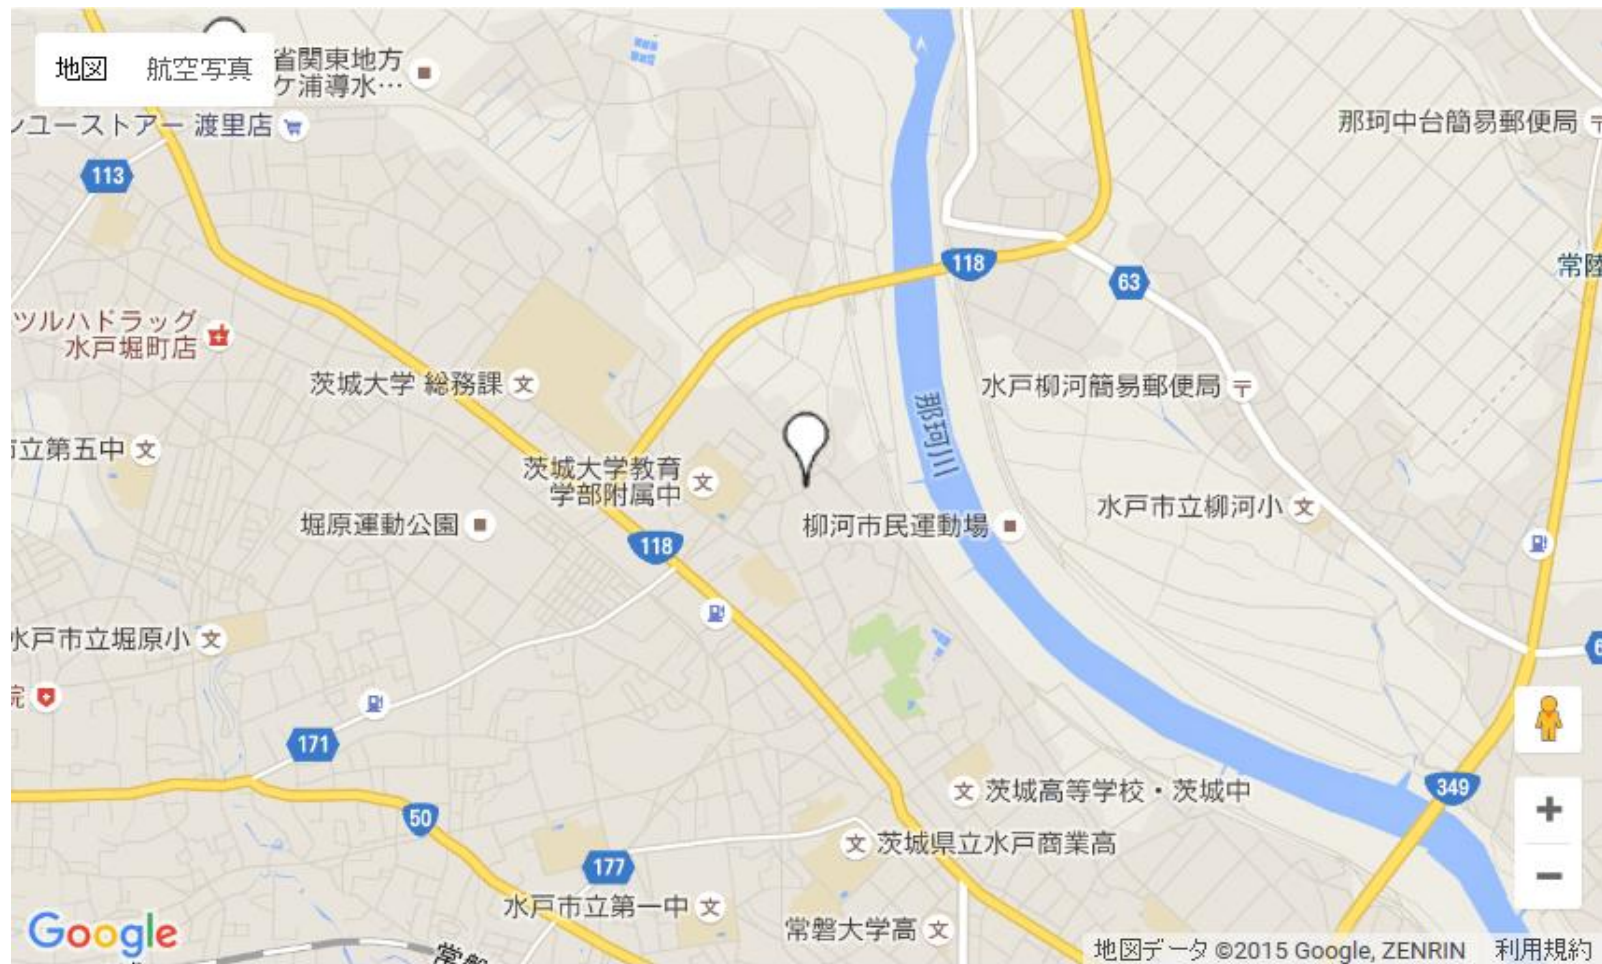 地図 航空写真
省関東地方
ケ浦導水…
ユーストアー 渡里店
那珂中台簡易郵便局
113
118
63
常陸
ツルハドラッグ
水戸堀町店
茨城大学 総務課
水戸柳河簡易郵便局
那珂川
市立第五中
茨城大学教育
学部附属中
水戸市立柳河小
堀原運動公園
柳河市民運動場
118
水戸市立堀原小
6
院
171
349
茨城高等学校・茨城中
50
茨城県立水戸商業高
177
水戸市立第一中
常磐大学高
Google
常磐
地図データ ©2015 Google, ZENRIN 利用規約